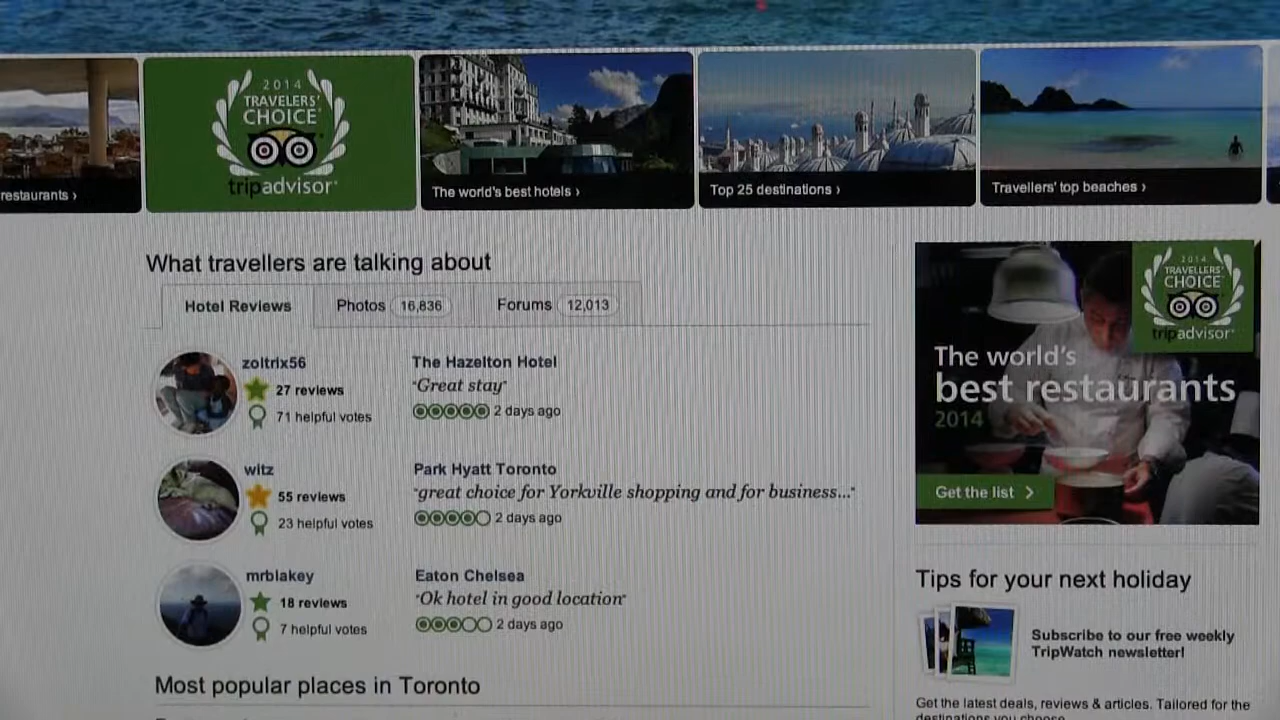 restaurants ›
2014
TRAVELERS'
CHOICE
tripadvisor
The world's best hotels ›
Top 25 destinations ›
Travellers' top beaches ›
What travellers are talking about
Hotel Reviews
Photos 16,836
Forums 12,013
zoltrix56
27 reviews
71 helpful votes
The Hazelton Hotel
"Great stay"
2 days ago
witz
55 reviews
23 helpful votes
Park Hyatt Toronto
"great choice for Yorkville shopping and for business..."
2 days ago
mrblakey
18 reviews
7 helpful votes
Eaton Chelsea
"Ok hotel in good location"
2 days ago
Most popular places in Toronto
2014
TRAVELLERS'
CHOICE
tripadvisor
The world's
best restaurants
2014
Get the list
Tips for your next holiday
Subscribe to our free weekly
TripWatch newsletter!
Get the latest deals, reviews & articles. Tailored for the
destinations you choose